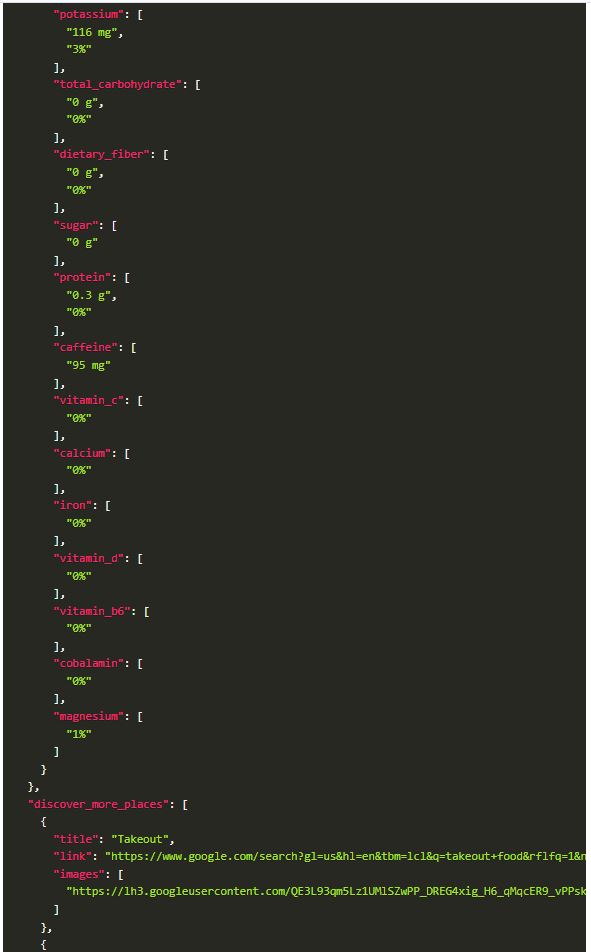 "potassium": [
"116 mg",
"3%"
],
"total_carbohydrate": [
"0 g",
"0%"
],
"dietary_fiber": [
"0 g",
"0%"
],
"sugar": [
"0 g"
],
"protein": [
"0.3 g",
"0%"
],
"caffeine": [
"95 mg"
],
"vitamin_c": [
"0%"
],
"calcium": [
"0%"
],
"iron": [
"0%"
],
"vitamin_d": [
"0%"
],
"vitamin_b6": [
"0%"
],
"cobalamin": [
"0%"
],
"magnesium": [
"1%"
]
}
},
"discover_more_places": [
{
"title": "Takeout",
"link": "https://www.google.com/search?gl=us&hl=en&tbm=lcl&q=takeout+food&rflfq=1&n
"images": [
"https://lh3.googleusercontent.com/QE3L93qm5Lz1UMlSZwPP_DREG4xig_H6_qMqcER9_vPPsk
]
},
{